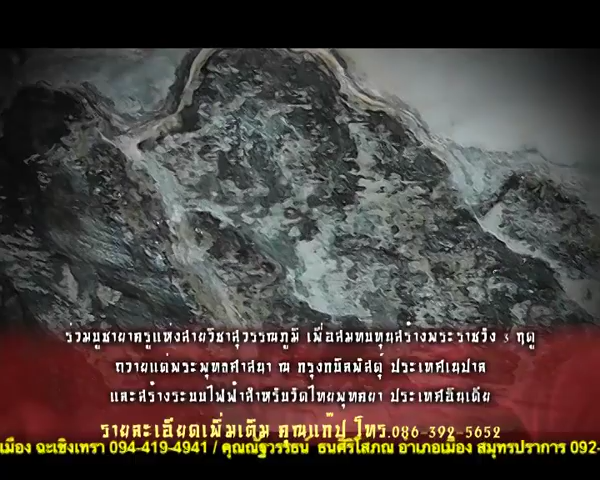 ร่วมบูชายาครูแห่งสายวิชาสุวรรณภูมิ เพื่อสมทบทุนสร้างพระราชวัง 3 ฤดู
ถวายแด่พระพุทธศาสนา ณ กรุงกบิลพัสดุ์ ประเทศเนปาล
และสร้างระบบไฟฟ้าสำหรับวัดไทยพุทธคยา ประเทศอินเดีย
รายละเอียดเพิ่มเติม คุณแก๊ป โทร.086-392-5652
เมือง ฉะเชิงเทรา 094-419-4941 / คุณณัฐวรรธน์ ธนศิริโสภณ อำเภอเมือง สมุทรปราการ 092-